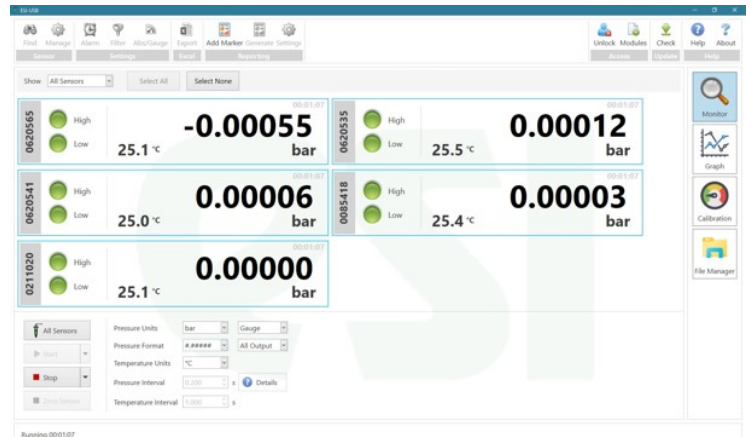 ESI-USB
Find Manage Alarm Filter Abs/Gauge Export Add Marker Generate Settings Unlock Modules Check Help About
Sensor Settings Excel Reporting Access Update Help
Show All Sensors Select All Select None
0620565
High
Low
00:01:07
-0.00055
25.1 °C
bar
0620535
High
Low
00:01:07
0.00012
25.5 °C
bar
0620541
High
Low
00:01:07
0.00006
25.0 °C
bar
0085418
High
Low
00:01:07
0.00003
25.4 °C
bar
0211020
High
Low
00:01:07
0.00000
25.1 °C
bar
Monitor
Graph
Calibration
File Manager
esi
All Sensors
Start
Stop
Zero Sensor
Pressure Units bar Gauge
Pressure Format #.##### All Output
Temperature Units °C
Pressure Interval 0.200 s Details
Temperature Interval 1.000 s
Running 00:01:07